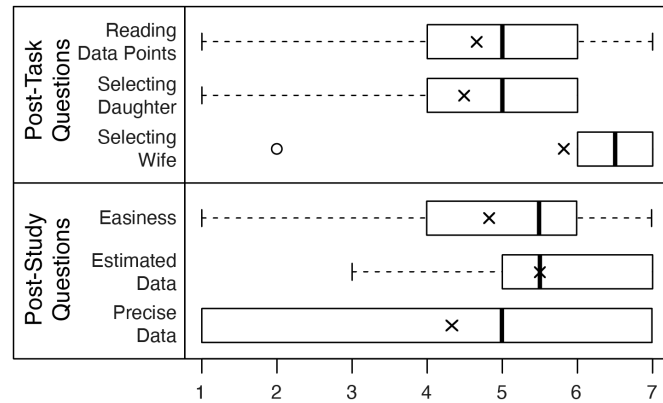 Post-Task
Questions
Reading
Data Points
Selecting
Daughter
Selecting
Wife
Post-Study
Questions
Easiness
Estimated
Data
Precise
Data
1 2 3 4 5 6 7